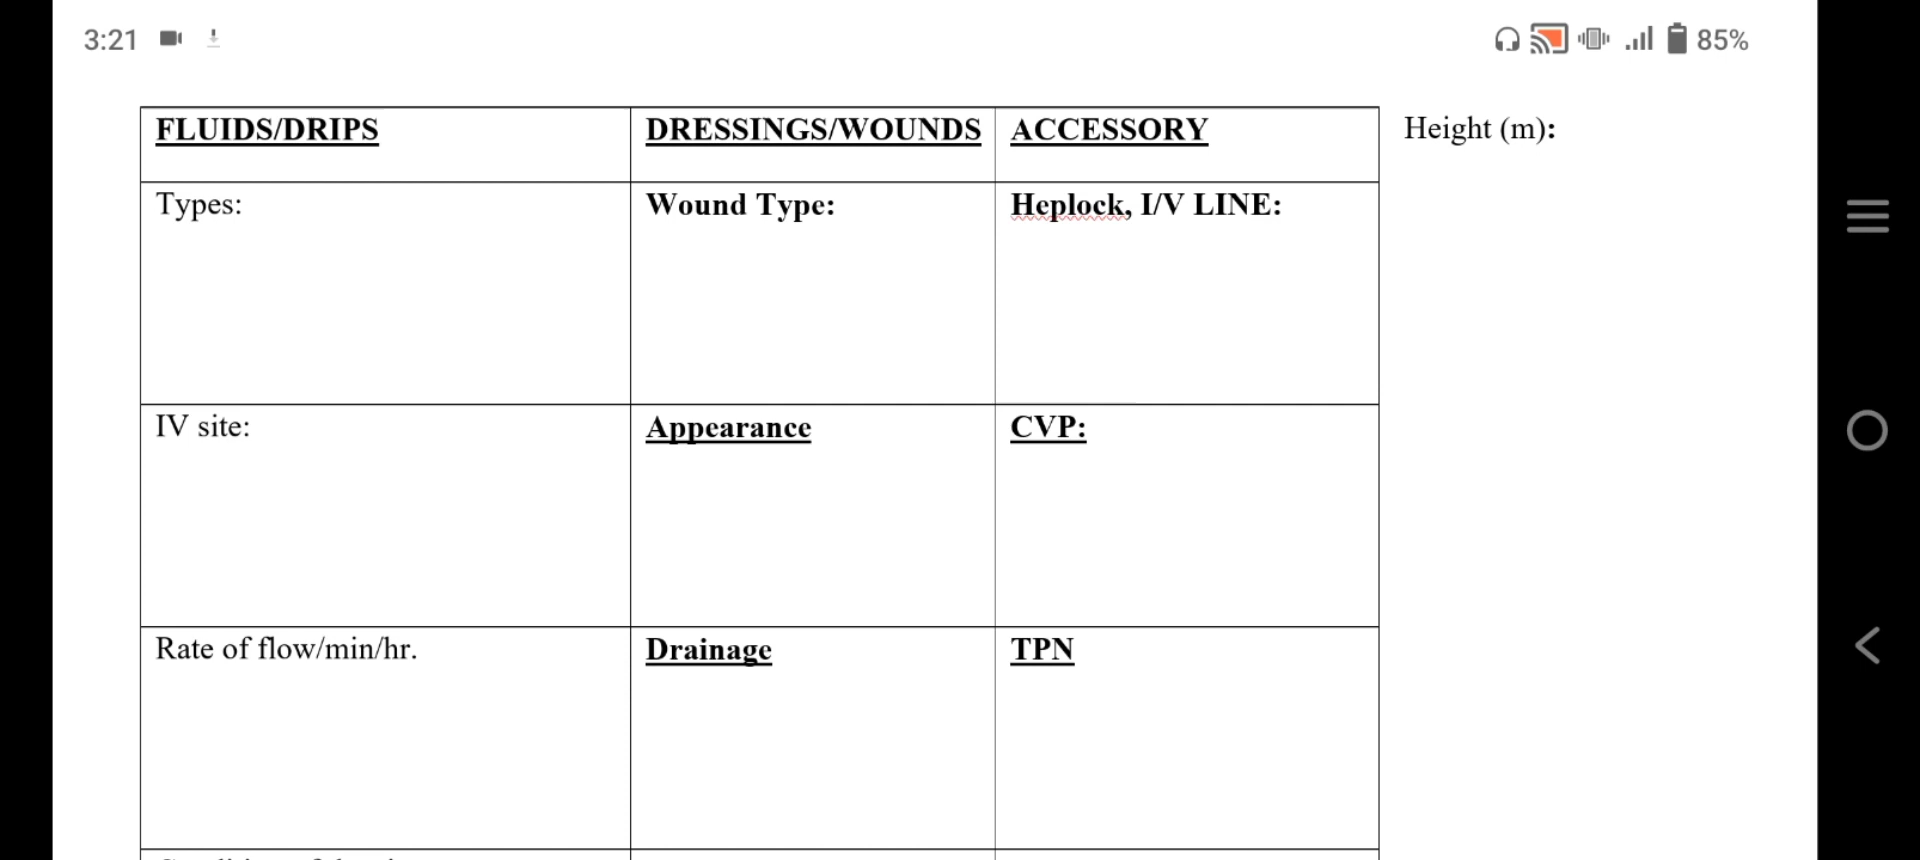 3:21
85%
FLUIDS/DRIPS DRESSINGS/WOUNDS ACCESSORY Height (m):
Types: Wound Type: Heplock, I/V LINE:
IV site: Appearance CVP:
Rate of flow/min/hr. Drainage TPN